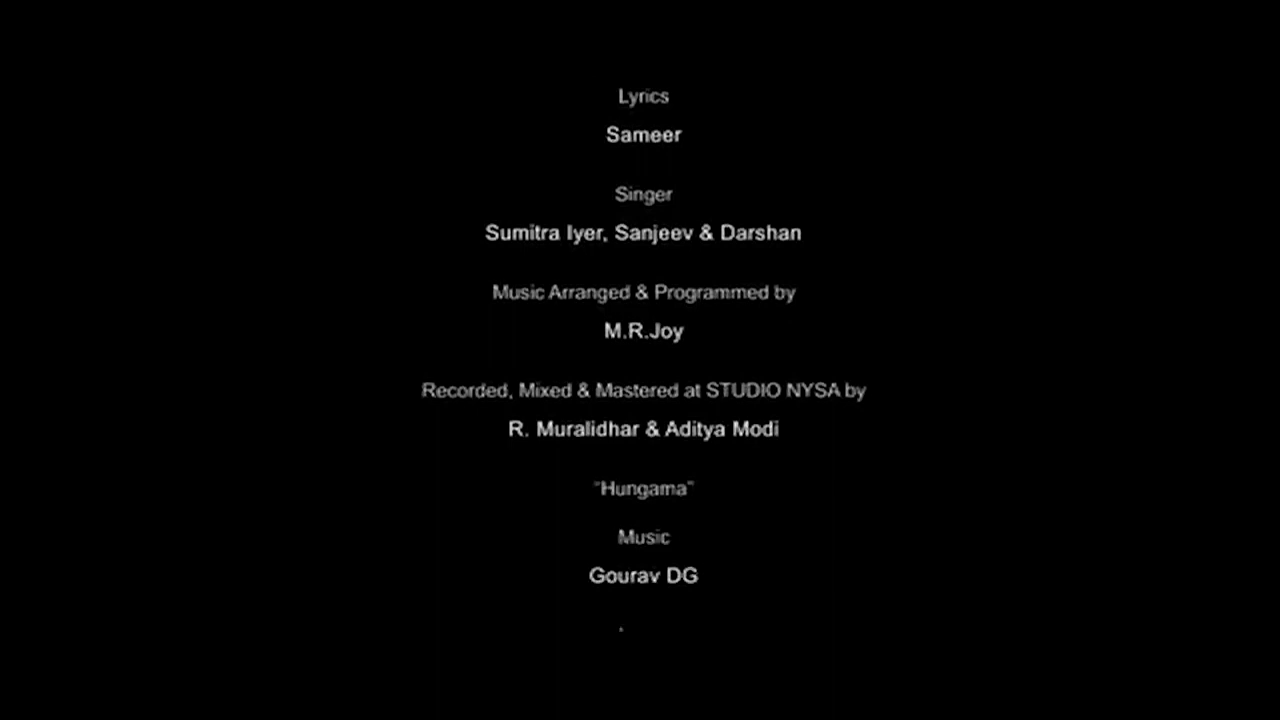 Lyrics
Sameer
Singer
Sumitra Iyer, Sanjeev & Darshan
Music Arranged & Programmed by
M.R.Joy
Recorded, Mixed & Mastered at STUDIO NYSA by
R. Muralidhar & Aditya Modi
"Hungama"
Music
Gourav DG